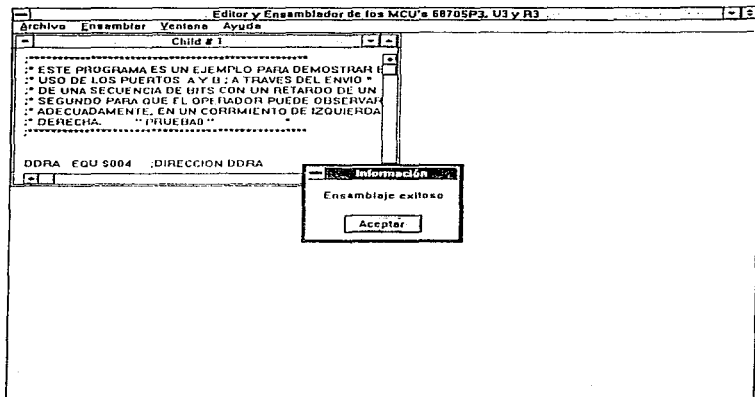 Editor y Ensamblador de los MCU's 68705P3, U3 y R3
Archivo Ensamblar Ventana Ayuda
Child # 1
;* ESTE PROGRAMA ES UN EJEMPLO PARA DEMOSTRAR E
;* USO DE LOS PUERTOS A Y B ; A TRAVES DEL ENVIO *
;* DE UNA SECUENCIA DE BITS CON UN RETARDO DE UN
;* SEGUNDO PARA QUE EL OPERADOR PUEDE OBSERVAR
;* ADECUADAMENTE, EN UN CORRMIENTO DE IZQUIERDA
;* DERECHA. "PRUEBA0" *
DDRA EQU $004 ;DIRECCION DDRA
Información
Ensamblaje exitoso
Aceptar